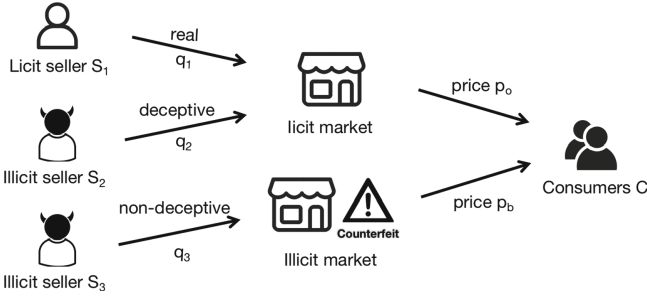 real
q₁
Licit seller S₁
price pₒ
deceptive
q₂
licit market
Illicit seller S₂
Consumers C
non-deceptive
price p_b
Counterfeit
q₃
Illicit market
Illicit seller S₃